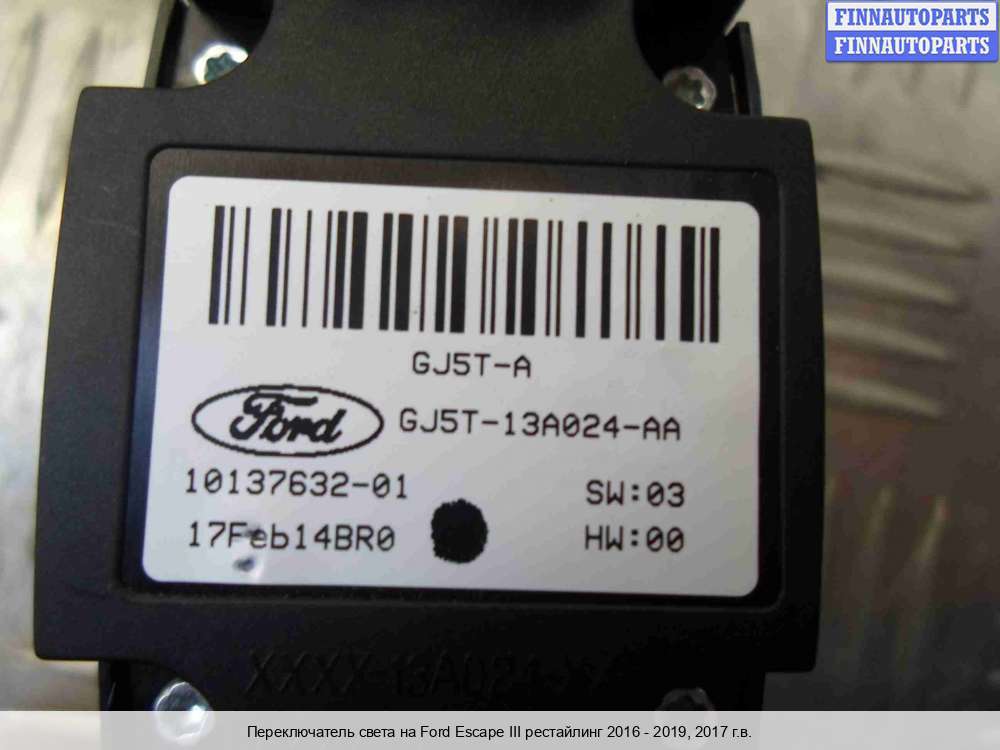 FINNAUTOPARTS
FINNAUTOPARTS
GJ5T-A
Ford
GJ5T-13A024-AA
10137632-01
SW:03
17Feb14BR0
HW:00
Переключатель света на Ford Escape III рестайлинг 2016 - 2019, 2017 г.в.